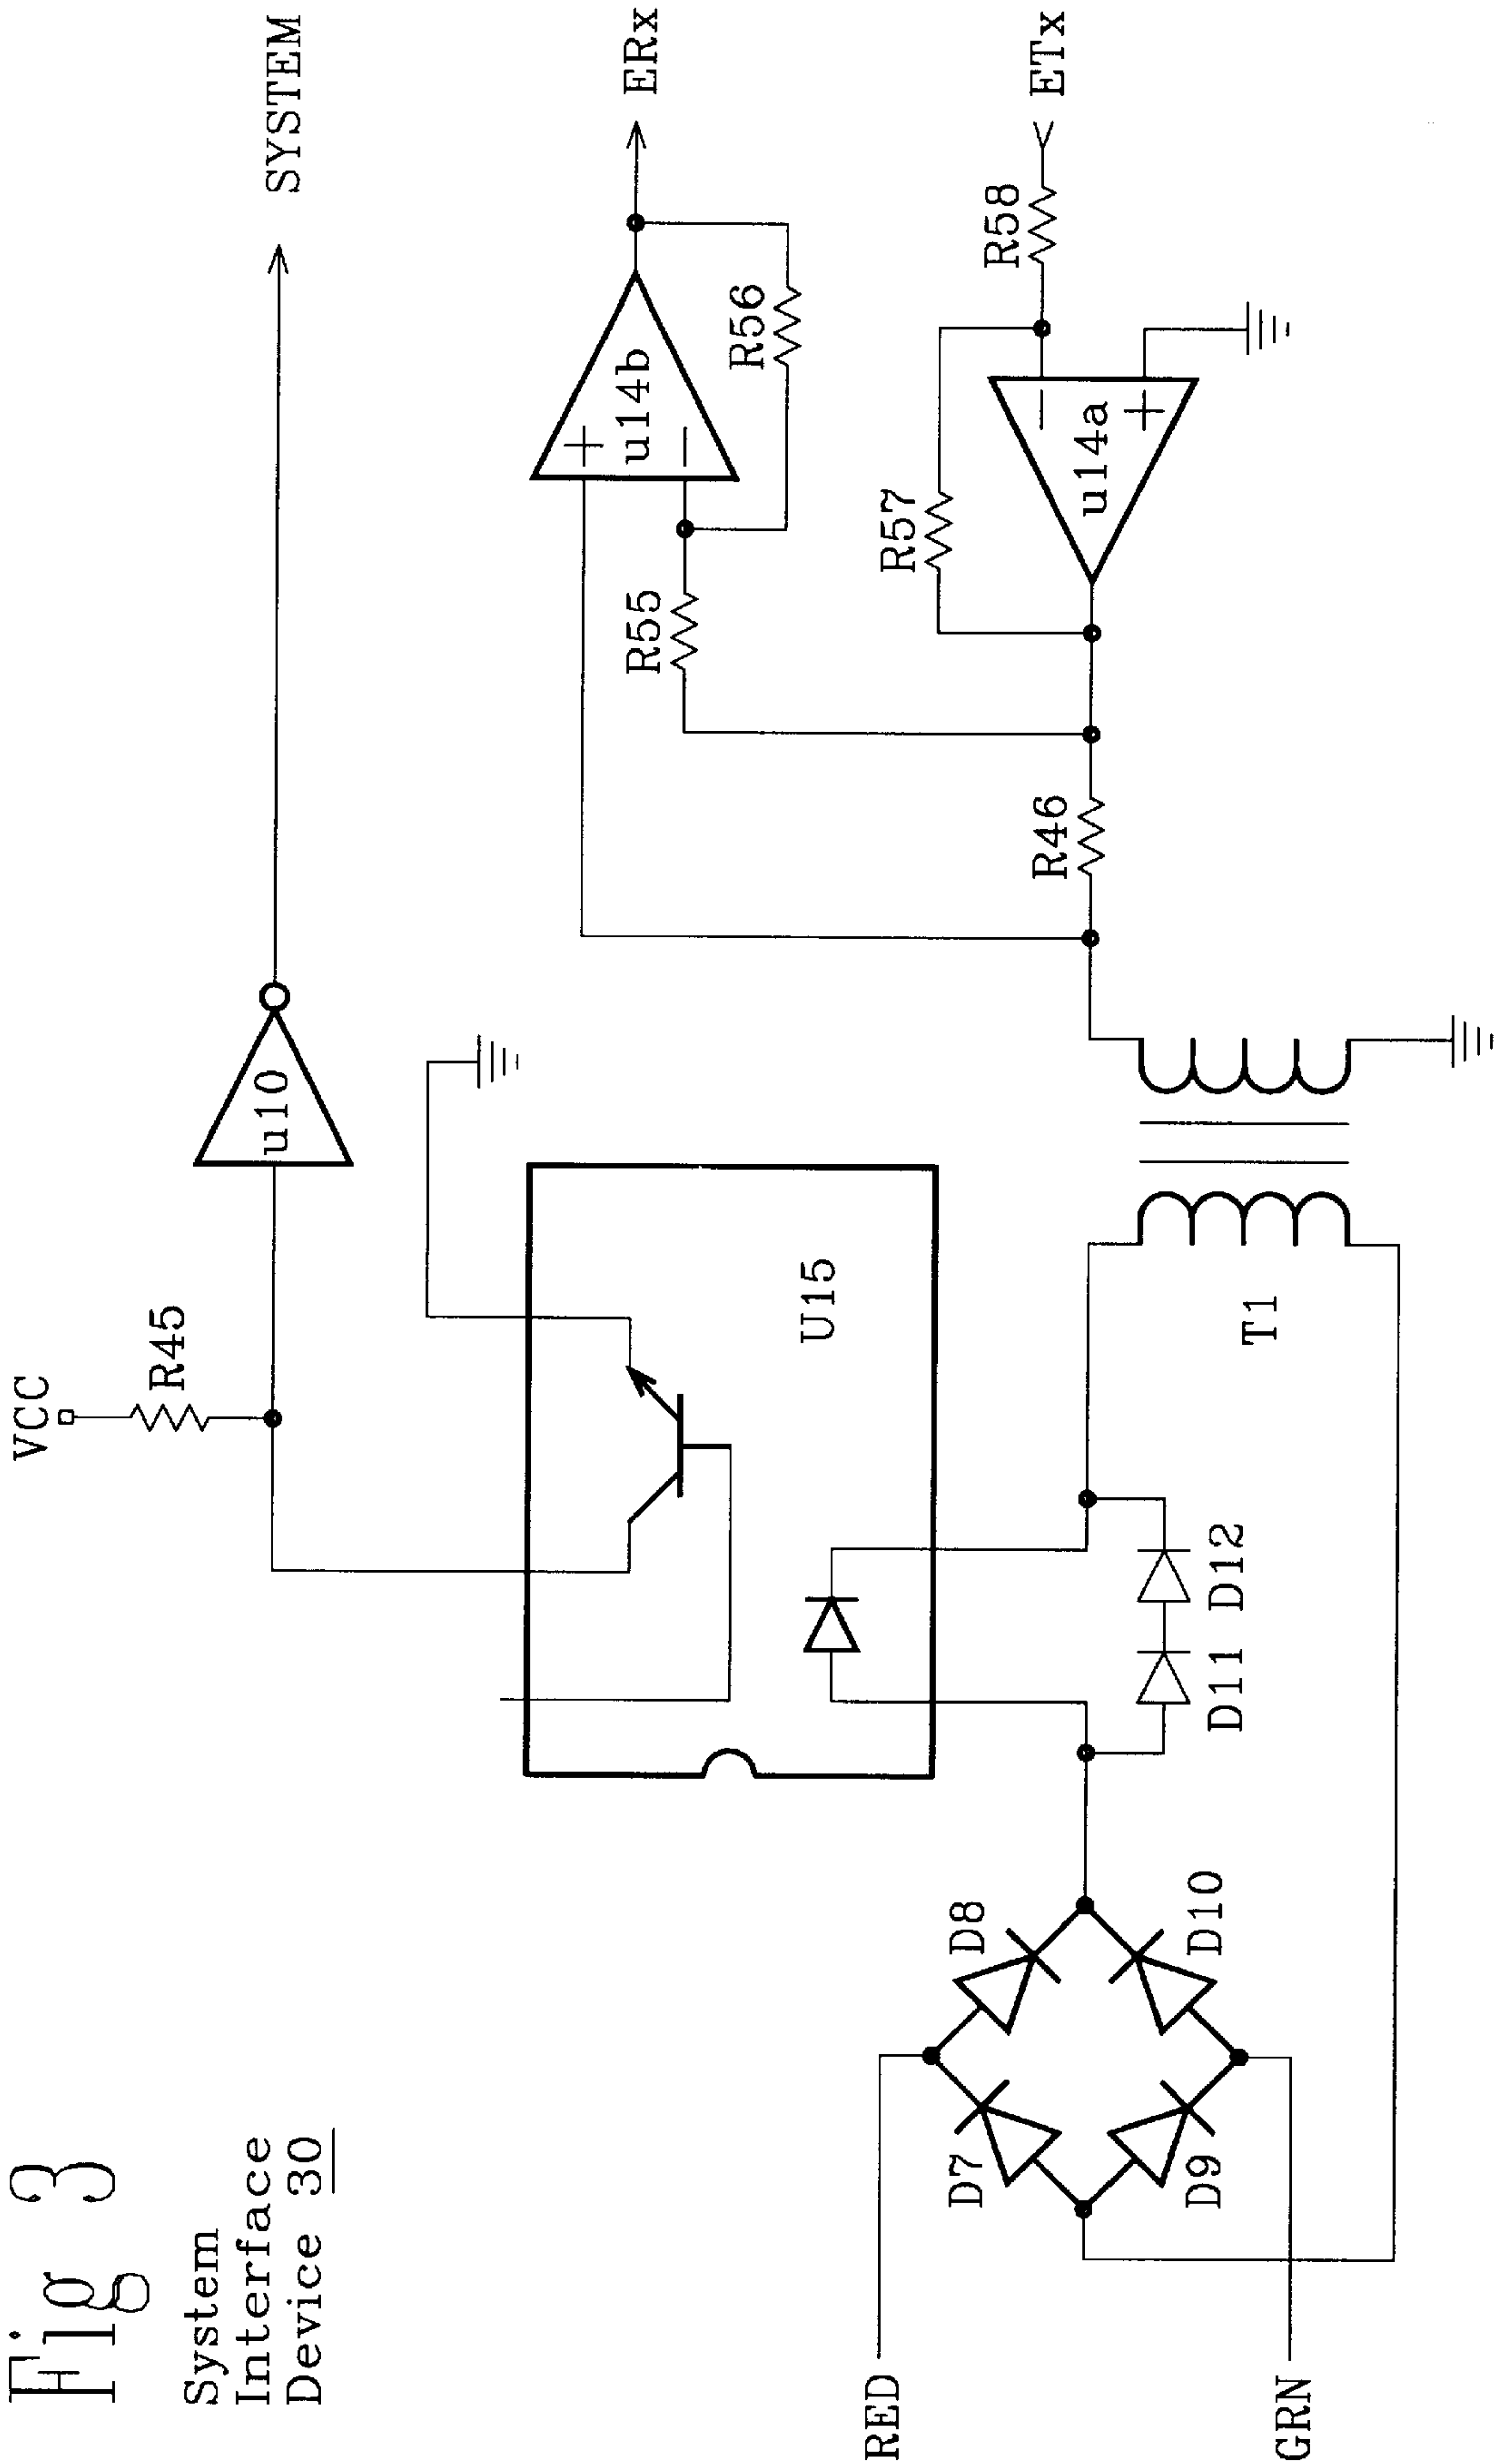 Fig 3
System
Interface
Device 30
VCC
R45
u10
SYSTEM
U15
u14b
+
−
ERx
R55
R56
R57
R58
ETx
u14a
−
+
R46
T1
D11 D12
D8
D10
D7
D9
RED
GRN